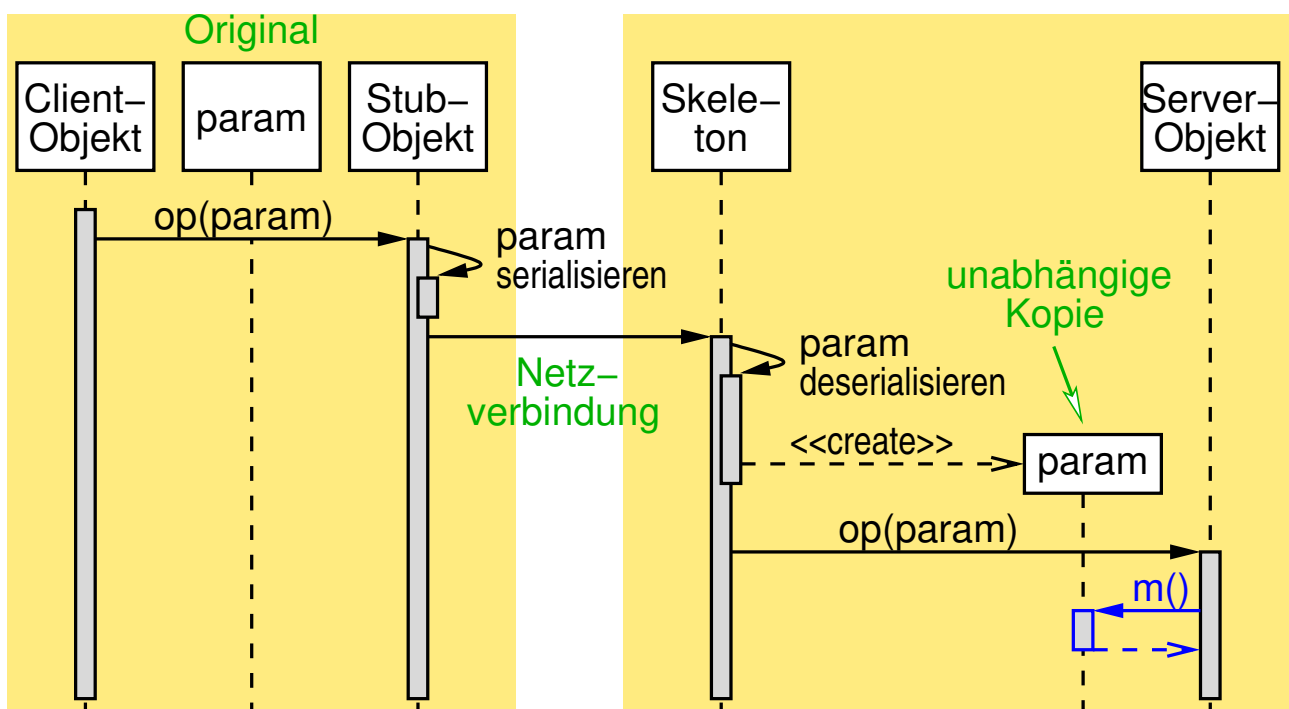 Original
Client–
Objekt
param
Stub–
Objekt
Skele–
ton
Server–
Objekt
op(param)
param
serialisieren
unabhängige
Kopie
Netz–
verbindung
param
deserialisieren
<<create>>
param
op(param)
m()